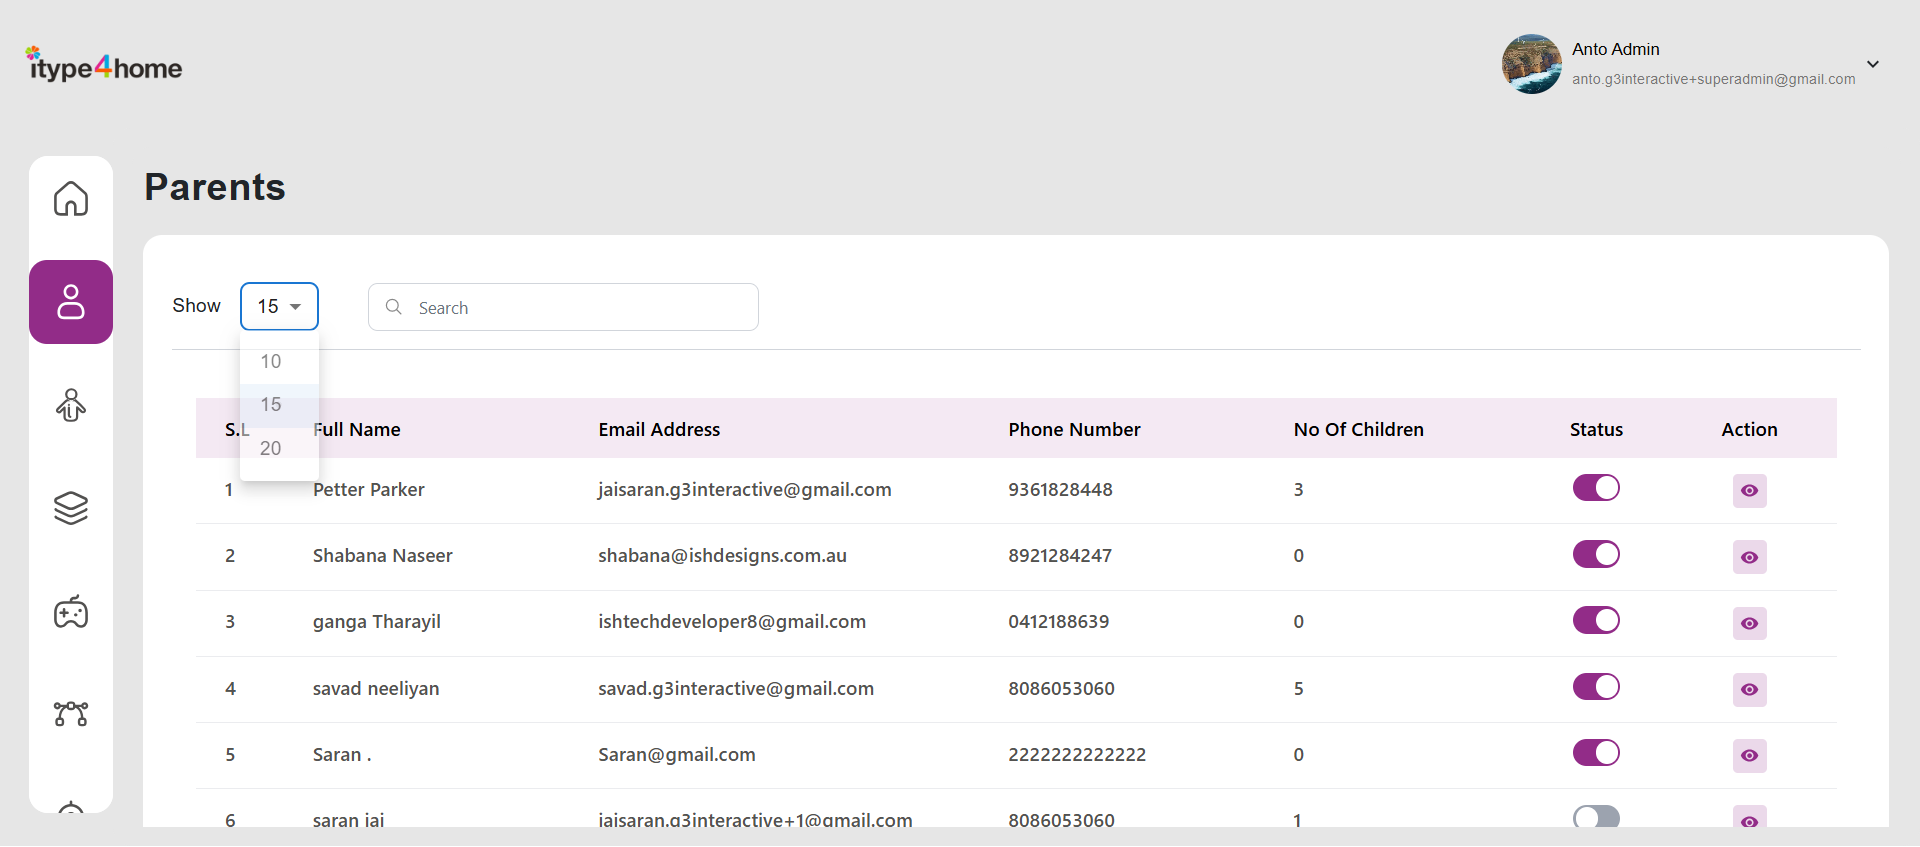 itype4home
Anto Admin
anto.g3interactive+superadmin@gmail.com
Parents
Show
15
Search
10
15
20
S.L Full Name Email Address Phone Number No Of Children Status Action
1 Petter Parker jaisaran.g3interactive@gmail.com 9361828448 3
2 Shabana Naseer shabana@ishdesigns.com.au 8921284247 0
3 ganga Tharayil ishtechdeveloper8@gmail.com 0412188639 0
4 savad neeliyan savad.g3interactive@gmail.com 8086053060 5
5 Saran . Saran@gmail.com 2222222222222 0
6 saran jai jaisaran.g3interactive+1@gmail.com 8086053060 1